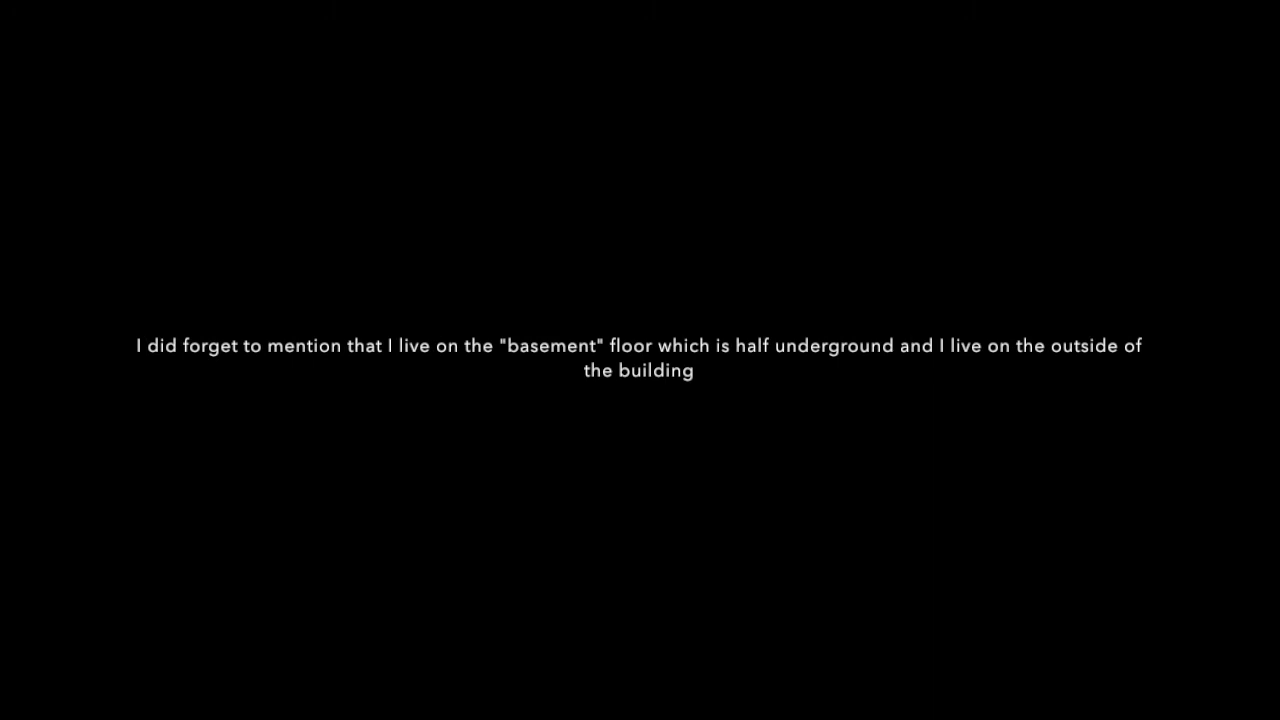 I did forget to mention that I live on the "basement" floor which is half underground and I live on the outside of
the building